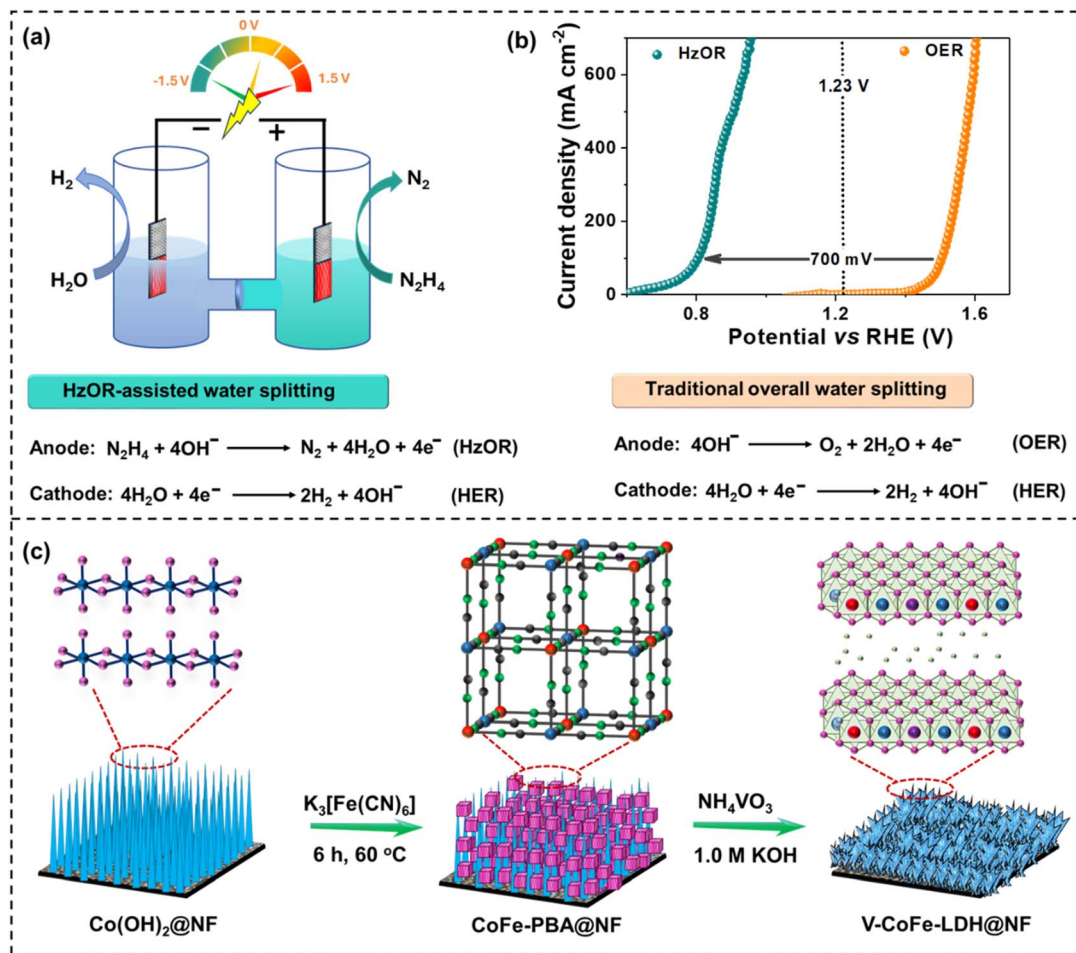 (a)
0 V
-1.5 V
1.5 V
− +
H₂
N₂
H₂O
N₂H₄
HzOR-assisted water splitting
Anode: N₂H₄ + 4OH⁻ ⟶ N₂ + 4H₂O + 4e⁻ (HzOR)
Cathode: 4H₂O + 4e⁻ ⟶ 2H₂ + 4OH⁻ (HER)
(b)
HzOR
OER
1.23 V
700 mV
600
400
200
0
Current density (mA cm⁻²)
0.8 1.2 1.6
Potential vs RHE (V)
Traditional overall water splitting
Anode: 4OH⁻ ⟶ O₂ + 2H₂O + 4e⁻ (OER)
Cathode: 4H₂O + 4e⁻ ⟶ 2H₂ + 4OH⁻ (HER)
(c)
K₃[Fe(CN)₆]
6 h, 60 °C
NH₄VO₃
1.0 M KOH
Co(OH)₂@NF
CoFe-PBA@NF
V-CoFe-LDH@NF